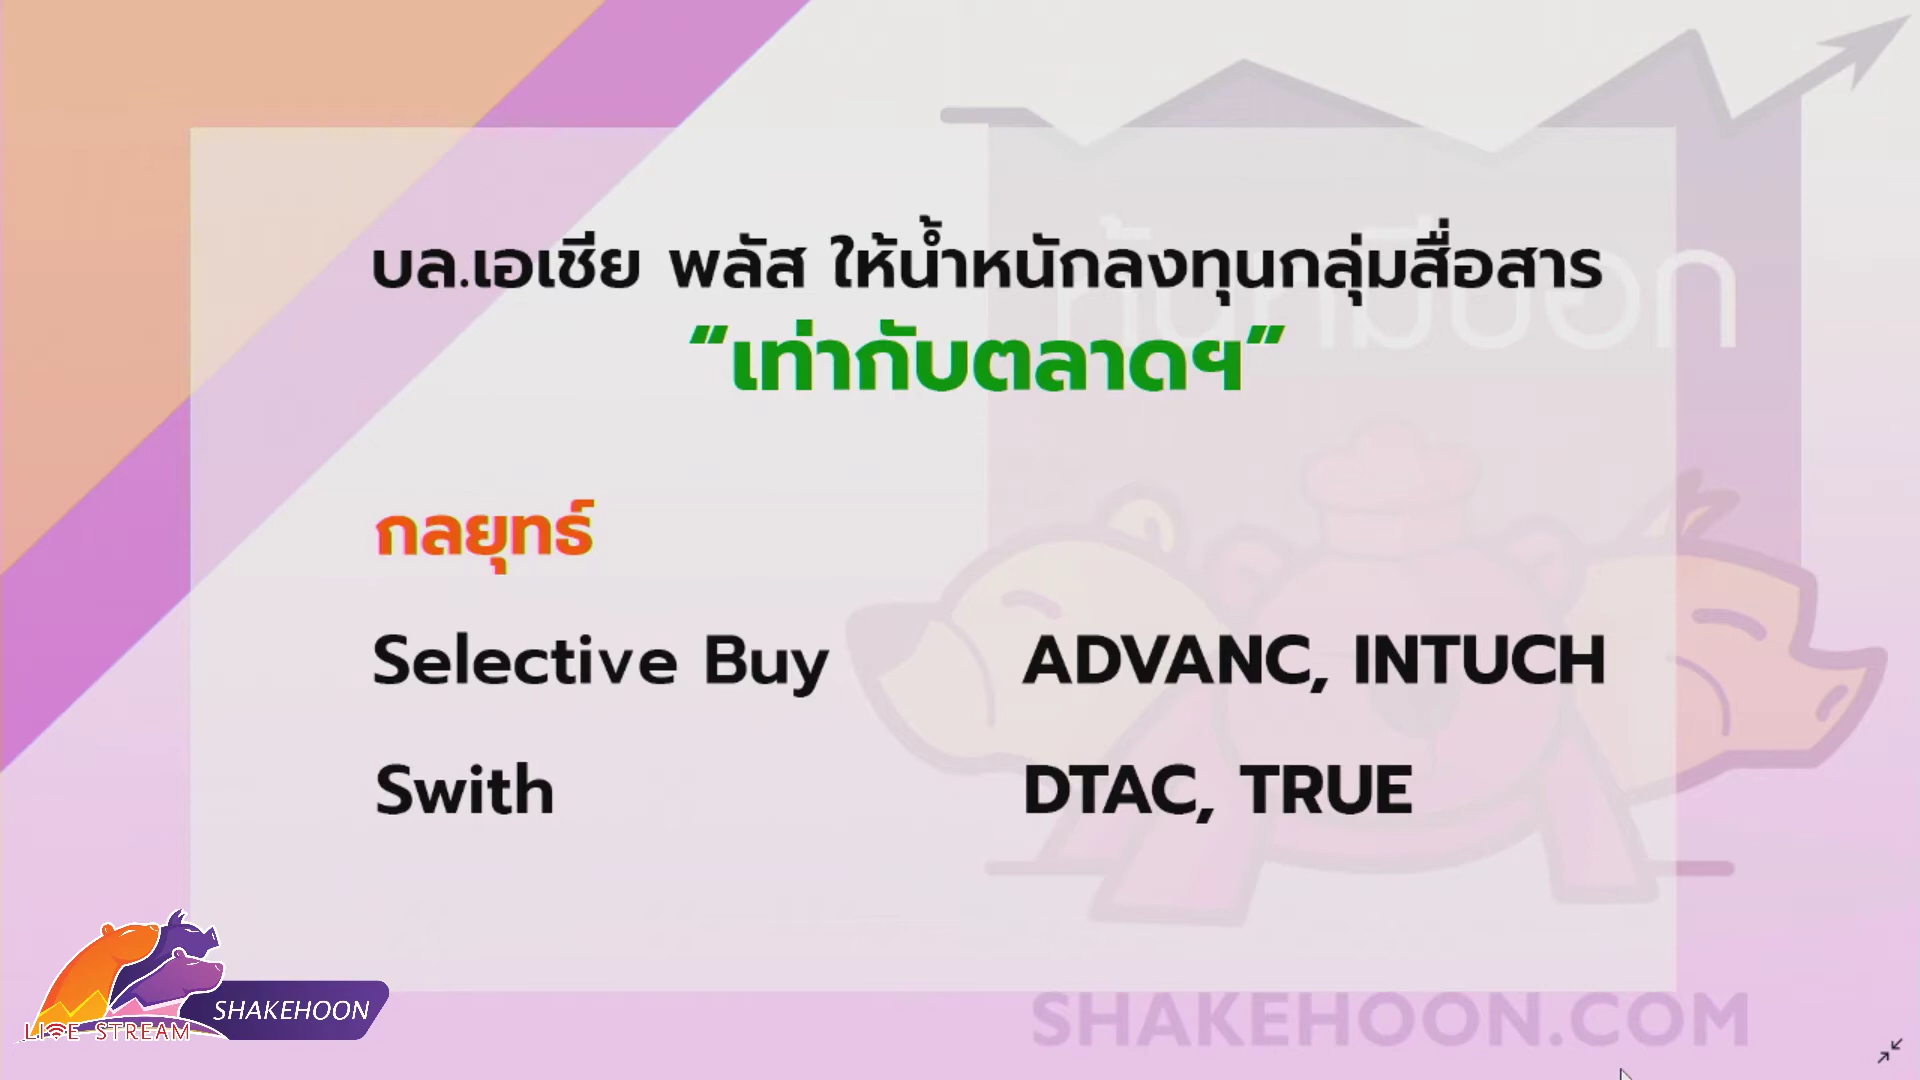 บล.เอเชีย พลัส ให้น้ำหนักลงทุนกลุ่มสื่อสาร
“เท่ากับตลาดฯ”
กลยุทธ์
Selective Buy ADVANC, INTUCH
Swith DTAC, TRUE
SHAKEHOON
LIVE STREAM
SHAKEHOON.COM